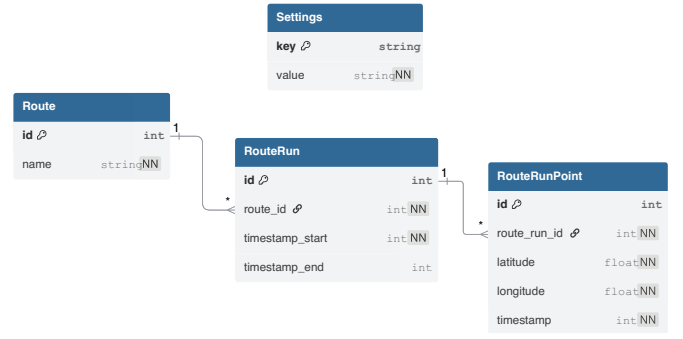 Settings
key string
value string NN
Route
id int
name string NN
1
*
RouteRun
id int
route_id int NN
timestamp_start int NN
timestamp_end int
1
*
RouteRunPoint
id int
route_run_id int NN
latitude float NN
longitude float NN
timestamp int NN